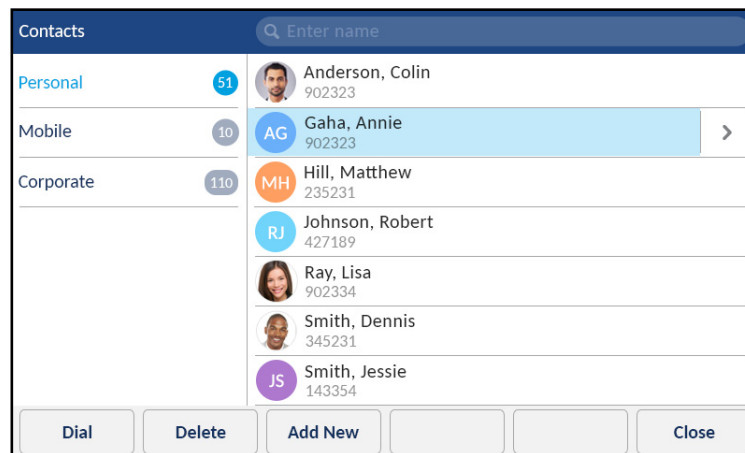 Contacts
Enter name
Personal 51
Mobile 10
Corporate 110
Anderson, Colin
902323
AG
Gaha, Annie
902323
MH
Hill, Matthew
235231
RJ
Johnson, Robert
427189
Ray, Lisa
902334
Smith, Dennis
345231
JS
Smith, Jessie
143354
Dial
Delete
Add New
Close